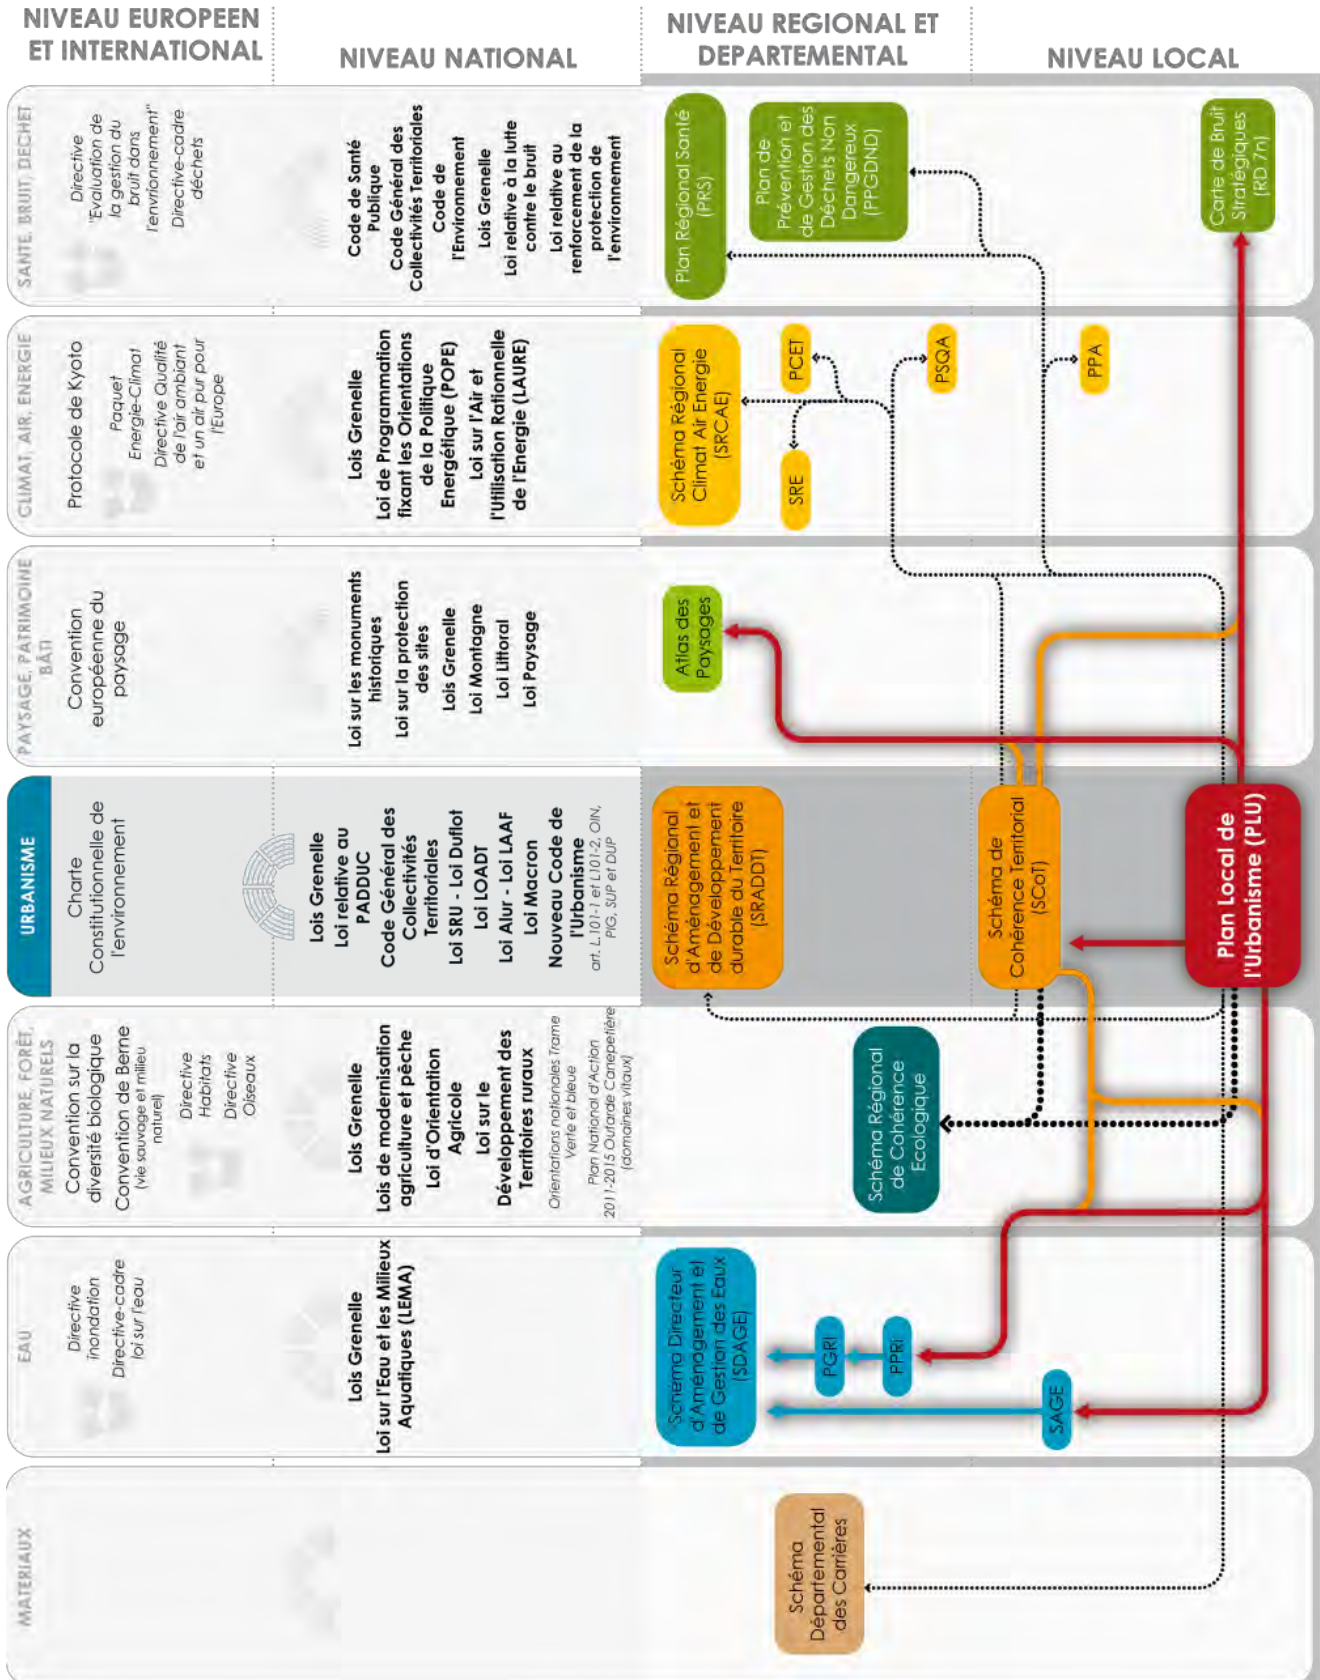 NIVEAU EUROPEEN
ET INTERNATIONAL
NIVEAU NATIONAL
NIVEAU REGIONAL ET
DEPARTEMENTAL
NIVEAU LOCAL
SANTE, BRUIT, DECHET
Directive
"Evaluation de
la gestion du
bruit dans
l'envrionnement"
Directive-cadre
déchets
Code de Santé
Publique
Code Général des
Collectivités Territoriales
Code de
l'Environnement
Lois Grenelle
Loi relative à la lutte
contre le bruit
Loi relative au
renforcement de la
protection de
l'environnement
Plan Régional Santé
(PRS)
Plan de
Prévention et
de Gestion des
Déchets Non
Dangereux
(PPGDND)
Carte de Bruit
Stratégiques
(RD7n)
CLIMAT, AIR, ENERGIE
Protocole de Kyoto
Paquet
Energie-Climat
Directive Qualité
de l'air ambiant
et un air pur pour
l'Europe
Lois Grenelle
Loi de Programmation
fixant les Orientations
de la Politique
Energétique (POPE)
Loi sur l'Air et
l'Utilisation Rationnelle
de l'Energie (LAURE)
Schéma Régional
Climat Air Energie
(SRCAE)
PCET
SRE
PSQA
PPA
PAYSAGE, PATRIMOINE
BÂTI
Convention
européenne du
paysage
Loi sur les monuments
historiques
Loi sur la protection
des sites
Lois Grenelle
Loi Montagne
Loi Littoral
Loi Paysage
Atlas des
Paysages
URBANISME
Charte
Constitutionnelle de
l'environnement
Lois Grenelle
Loi relative au
PADDUC
Code Général des
Collectivités
Territoriales
Loi SRU - Loi Duflot
Loi LOADT
Loi Alur - Loi LAAF
Loi Macron
Nouveau Code de
l'Urbanisme
art. L.101-1 et L101-2, OIN,
PIG, SUP et DUP
Schéma Régional
d'Aménagement et
de Développement
durable du Territoire
(SRADDT)
Schéma de
Cohérence Territorial
(SCoT)
Plan Local de
l'Urbanisme (PLU)
AGRICULTURE, FORÊT,
MILIEUX NATURELS
Convention sur la
diversité biologique
Convention de Berne
(vie sauvage et milieu
naturel)
Directive
Habitats
Directive
Oiseaux
Lois Grenelle
Lois de modernisation
agriculture et pêche
Loi d'Orientation
Agricole
Loi sur le
Développement des
Territoires ruraux
Orientations nationales Trame
Verte et bleue
Plan National d'Action
2011-2015 Outarde Canepetière
(domaines vitaux)
Schéma Régional
de Cohérence
Ecologique
EAU
Directive
inondation
Directive-cadre
loi sur l'eau
Lois Grenelle
Loi sur l'Eau et les Milieux
Aquatiques (LEMA)
Schéma Directeur
d'Aménagement et
de Gestion des Eaux
(SDAGE)
PGRI
PPRi
SAGE
MATERIAUX
Schéma
Départemental
des Carrières